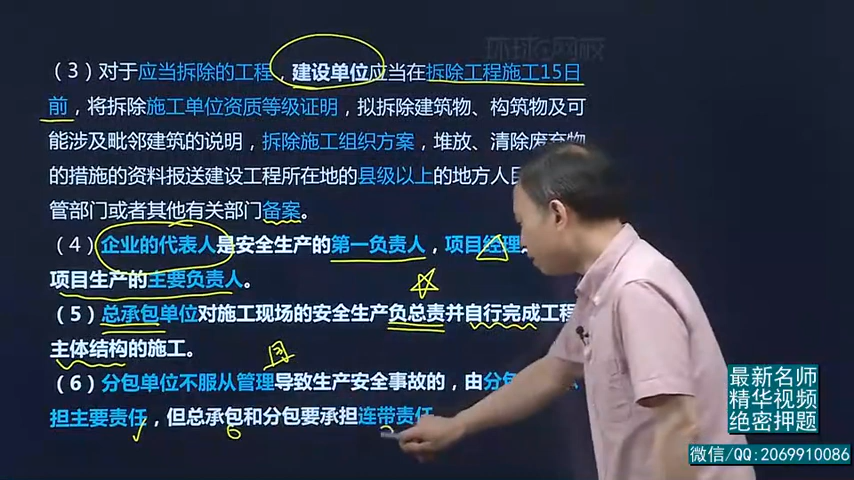 环球网校
(3)对于应当拆除的工程,建设单位应当在拆除工程施工15日
前,将拆除施工单位资质等级证明,拟拆除建筑物、构筑物及可
能涉及毗邻建筑的说明,拆除施工组织方案,堆放、清除废弃物
的措施的资料报送建设工程所在地的县级以上的地方人
管部门或者其他有关部门备案。
(4)企业的代表人是安全生产的第一负责人,项目经理
项目生产的主要负责人。
(5)总承包单位对施工现场的安全生产负总责并自行完成工程
主体结构的施工。
(6)分包单位不服从管理导致生产安全事故的,由分
担主要责任,但总承包和分包要承担连带责任
最新名师
精华视频
绝密押题
微信/QQ:2069910086